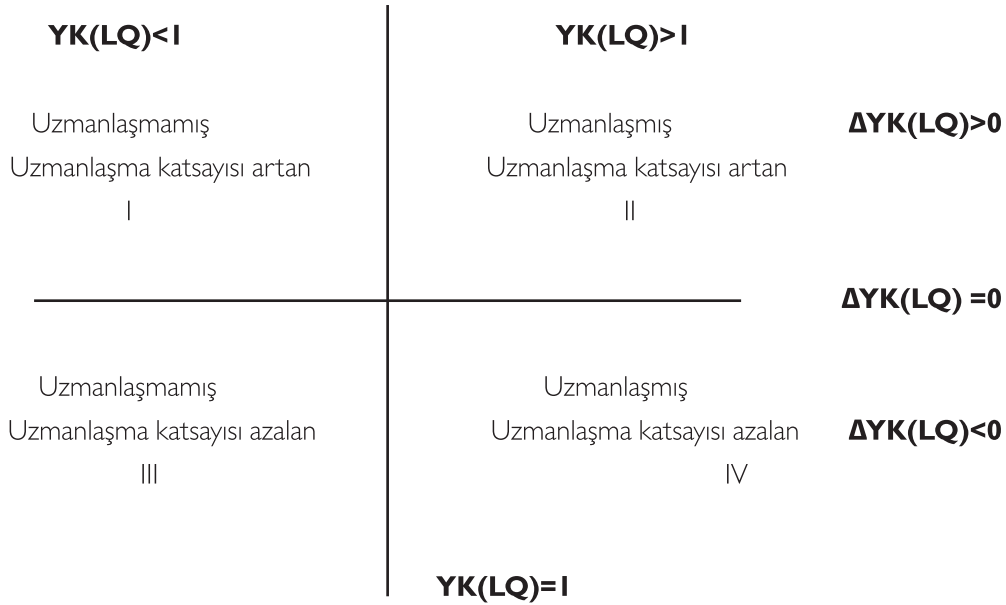 YK(LQ)<1
YK(LQ)>1
Uzmanlaşmamış
Uzmanlaşmış
ΔYK(LQ)>0
Uzmanlaşma katsayısı artan
Uzmanlaşma katsayısı artan
I
II
ΔYK(LQ) =0
Uzmanlaşmamış
Uzmanlaşmış
Uzmanlaşma katsayısı azalan
Uzmanlaşma katsayısı azalan
ΔYK(LQ)<0
III
IV
YK(LQ)=1